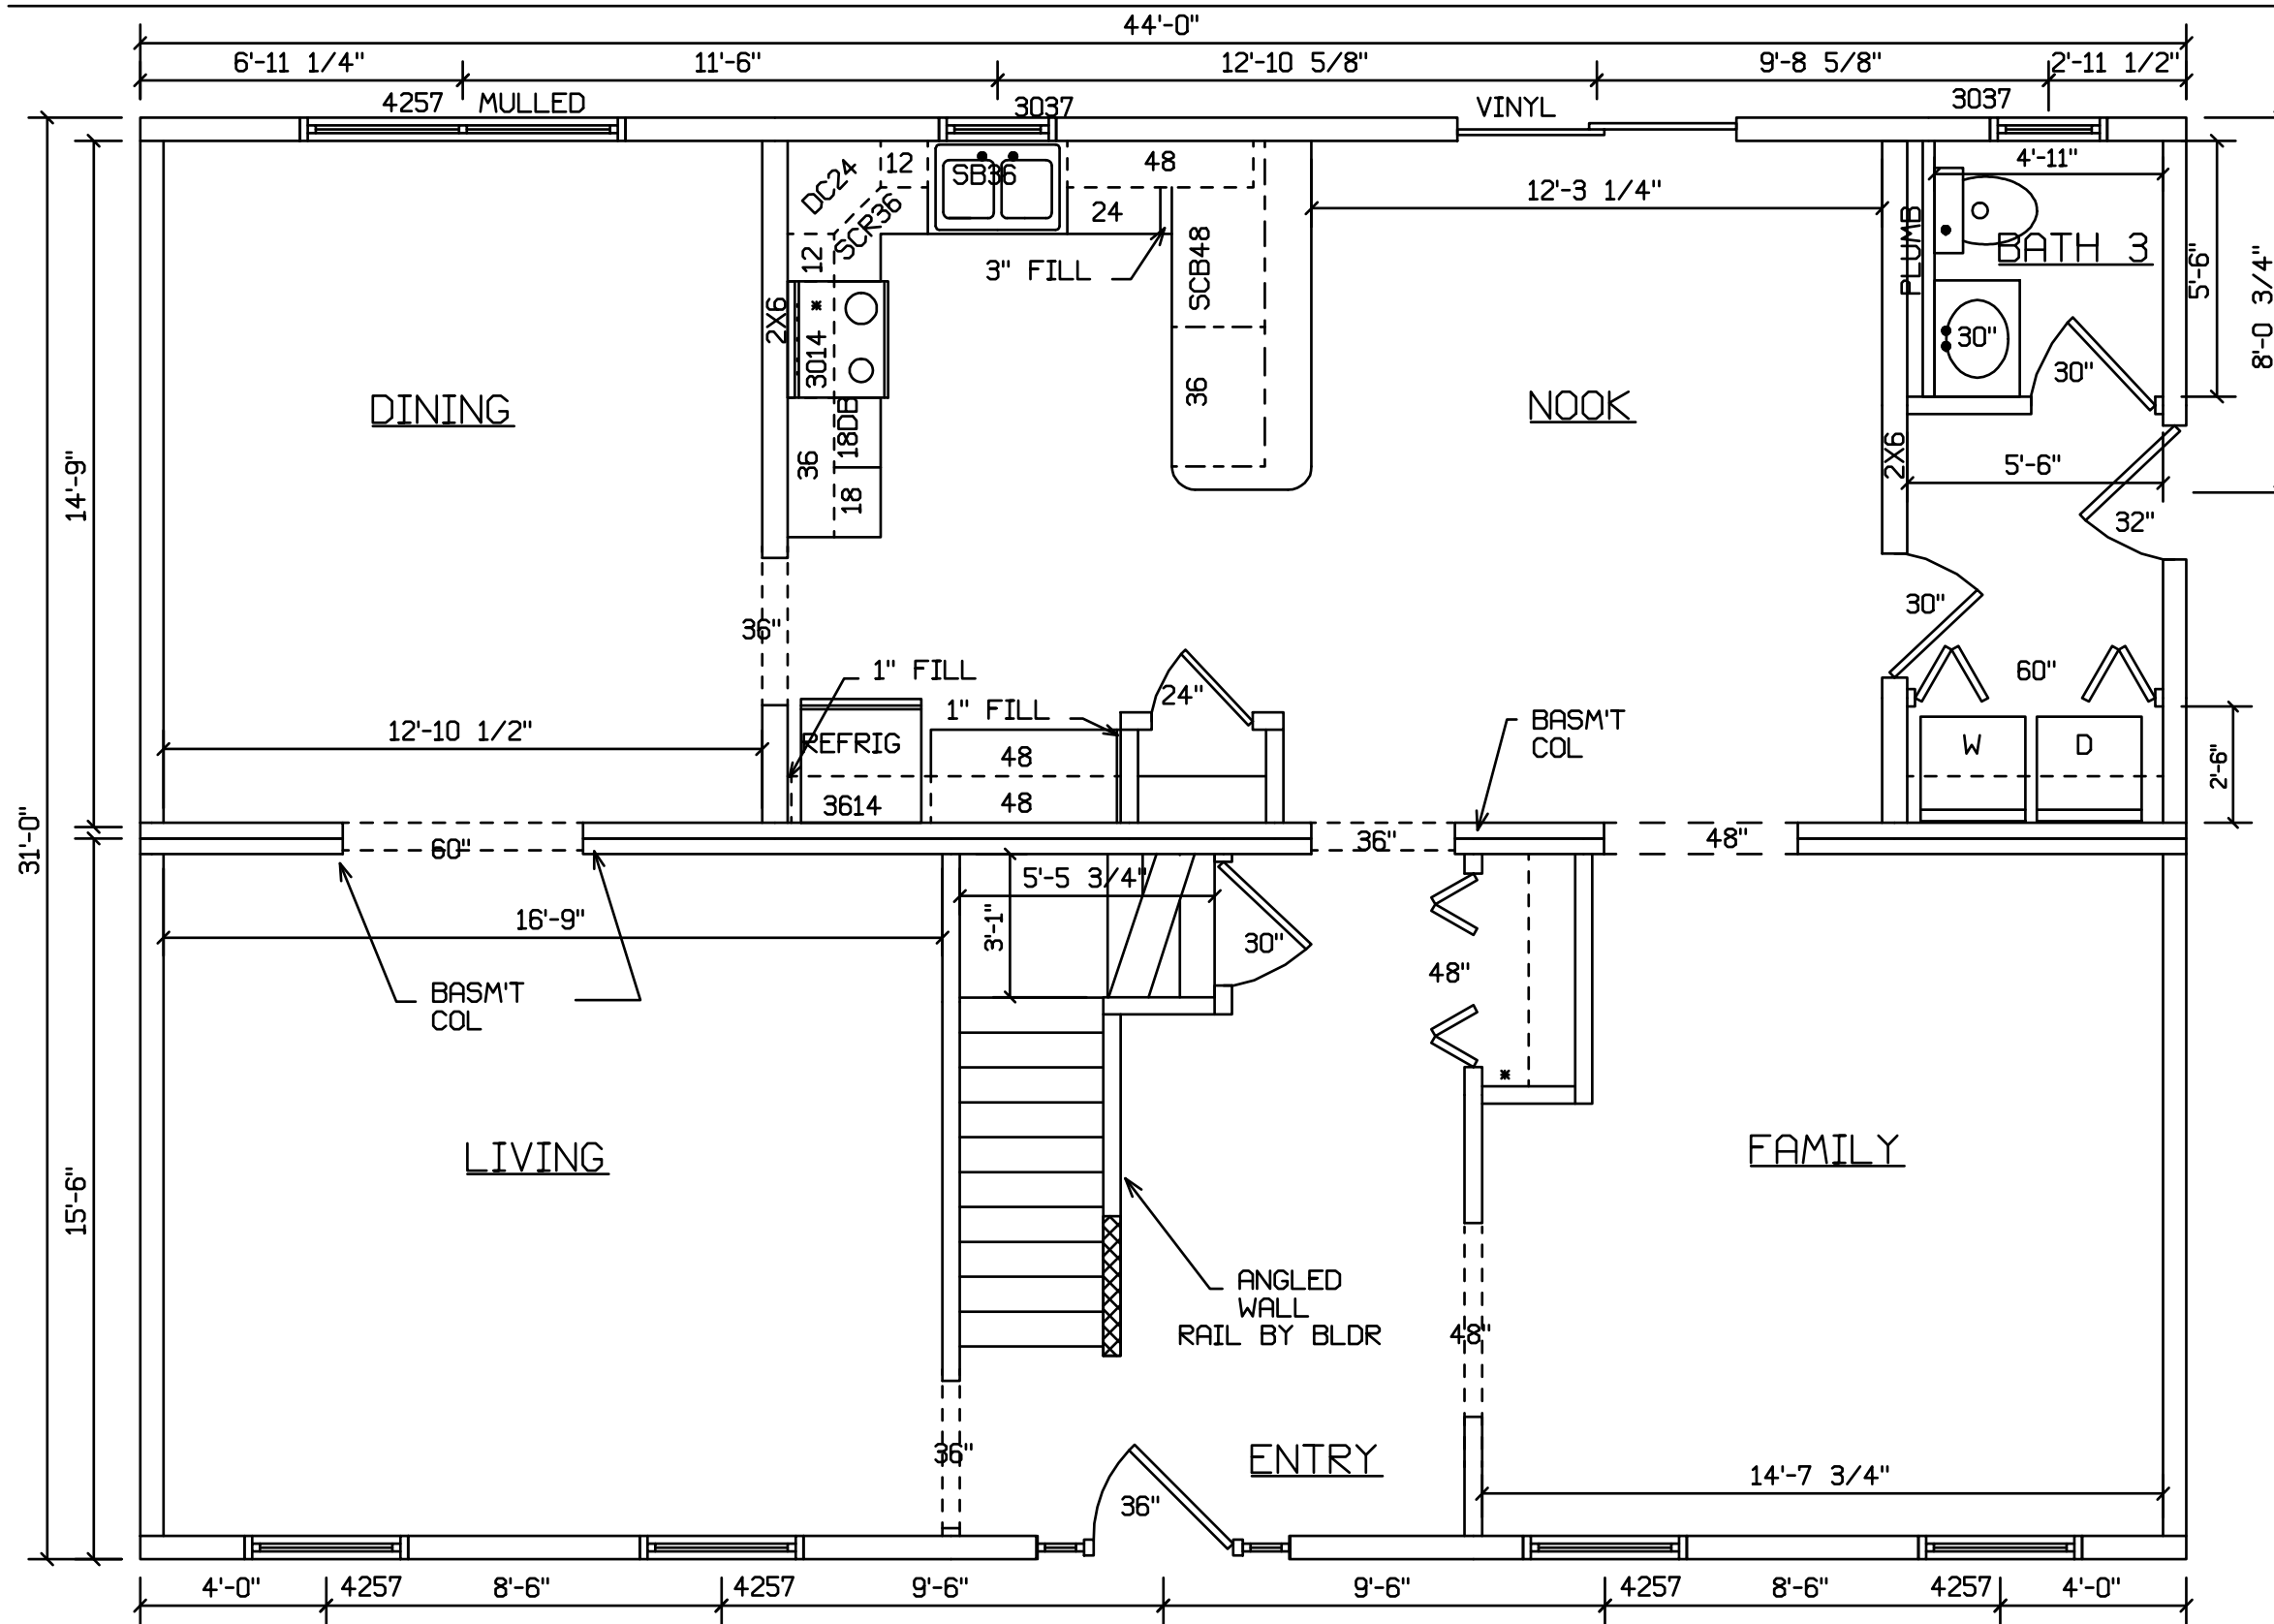 44'-0"
6'-11 1/4"
11'-6"
12'-10 5/8"
9'-8 5/8"
2'-11 1/2"
4257 MULLED
3037
VINYL
3037
DC24
12
SB36
48
4'-11"
SCR36
24
12'-3 1/4"
PLUMB
BATH 3
5'-6"
8'-0 3/4"
12
3" FILL
SCB48
2X6
3014
30"
30"
DINING
36
NOOK
18DB
36
18
2X6
5'-6"
32"
14'-9"
36"
30"
1" FILL
24"
60"
1" FILL
BASM'T
COL
12'-10 1/2"
REFRIG
48
W
D
2'-6"
3614
48
31'-0"
60"
36"
48"
5'-5 3/4"
16'-9"
3'-1"
30"
48"
BASM'T
COL
LIVING
FAMILY
15'-6"
ANGLED
WALL
RAIL BY BLDR
48"
36"
ENTRY
14'-7 3/4"
36"
4'-0"
4257
8'-6"
4257
9'-6"
9'-6"
4257
8'-6"
4257
4'-0"